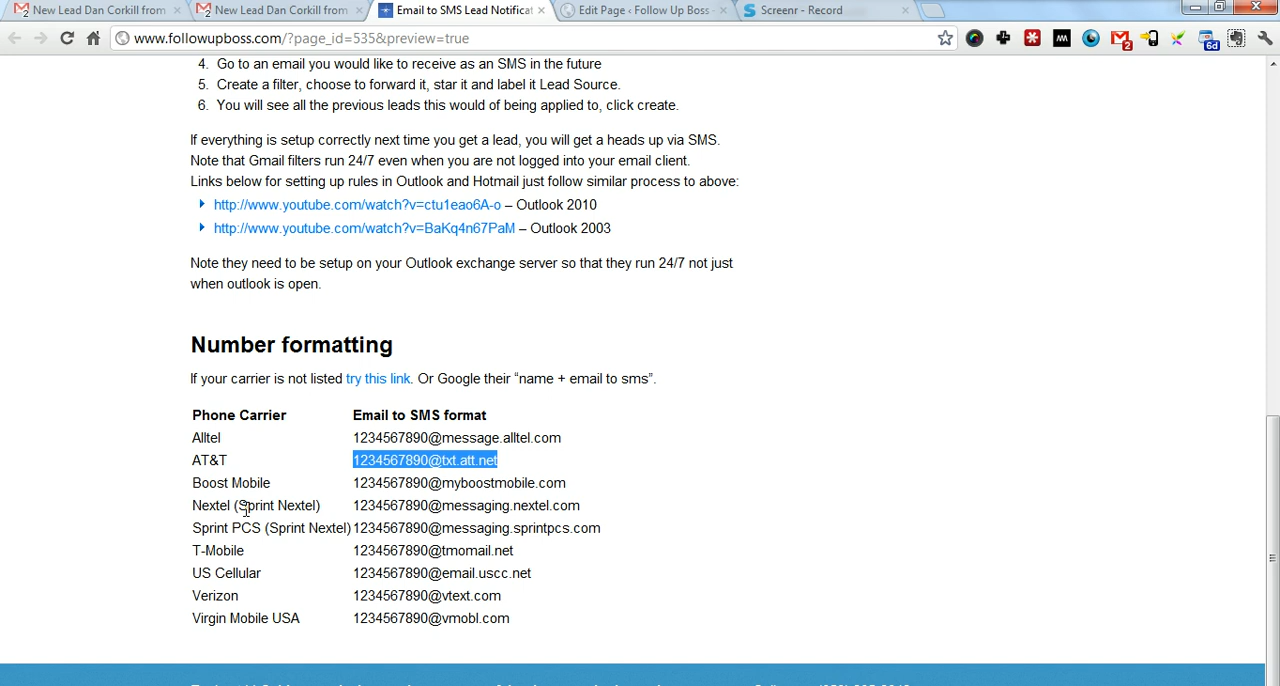 New Lead Dan Corkill from
New Lead Dan Corkill from
Email to SMS Lead Notificat
Edit Page ‹ Follow Up Boss
Screenr - Record
www.followupboss.com/?page_id=535&preview=true
2
6d
4. Go to an email you would like to receive as an SMS in the future
5. Create a filter, choose to forward it, star it and label it Lead Source.
6. You will see all the previous leads this would of being applied to, click create.
If everything is setup correctly next time you get a lead, you will get a heads up via SMS.
Note that Gmail filters run 24/7 even when you are not logged into your email client.
Links below for setting up rules in Outlook and Hotmail just follow similar process to above:
http://www.youtube.com/watch?v=ctu1eao6A-o – Outlook 2010
http://www.youtube.com/watch?v=BaKq4n67PaM – Outlook 2003
Note they need to be setup on your Outlook exchange server so that they run 24/7 not just
when outlook is open.
Number formatting
If your carrier is not listed try this link. Or Google their “name + email to sms”.
Phone Carrier Email to SMS format
Alltel 1234567890@message.alltel.com
AT&T 1234567890@txt.att.net
Boost Mobile 1234567890@myboostmobile.com
Nextel (Sprint Nextel) 1234567890@messaging.nextel.com
Sprint PCS (Sprint Nextel) 1234567890@messaging.sprintpcs.com
T-Mobile 1234567890@tmomail.net
US Cellular 1234567890@email.uscc.net
Verizon 1234567890@vtext.com
Virgin Mobile USA 1234567890@vmobl.com